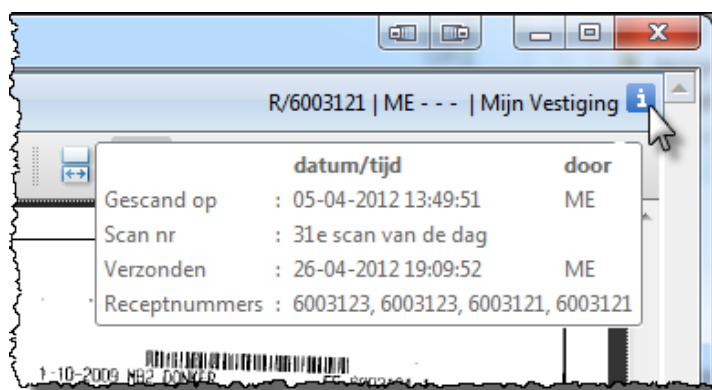 R/6003121 | ME - - - | Mijn Vestiging
datum/tijd door
Gescand op : 05-04-2012 13:49:51 ME
Scan nr : 31e scan van de dag
Verzonden : 26-04-2012 19:09:52 ME
Receptnummers : 6003123, 6003123, 6003121, 6003121
1-10-2009 MB2 DONKER